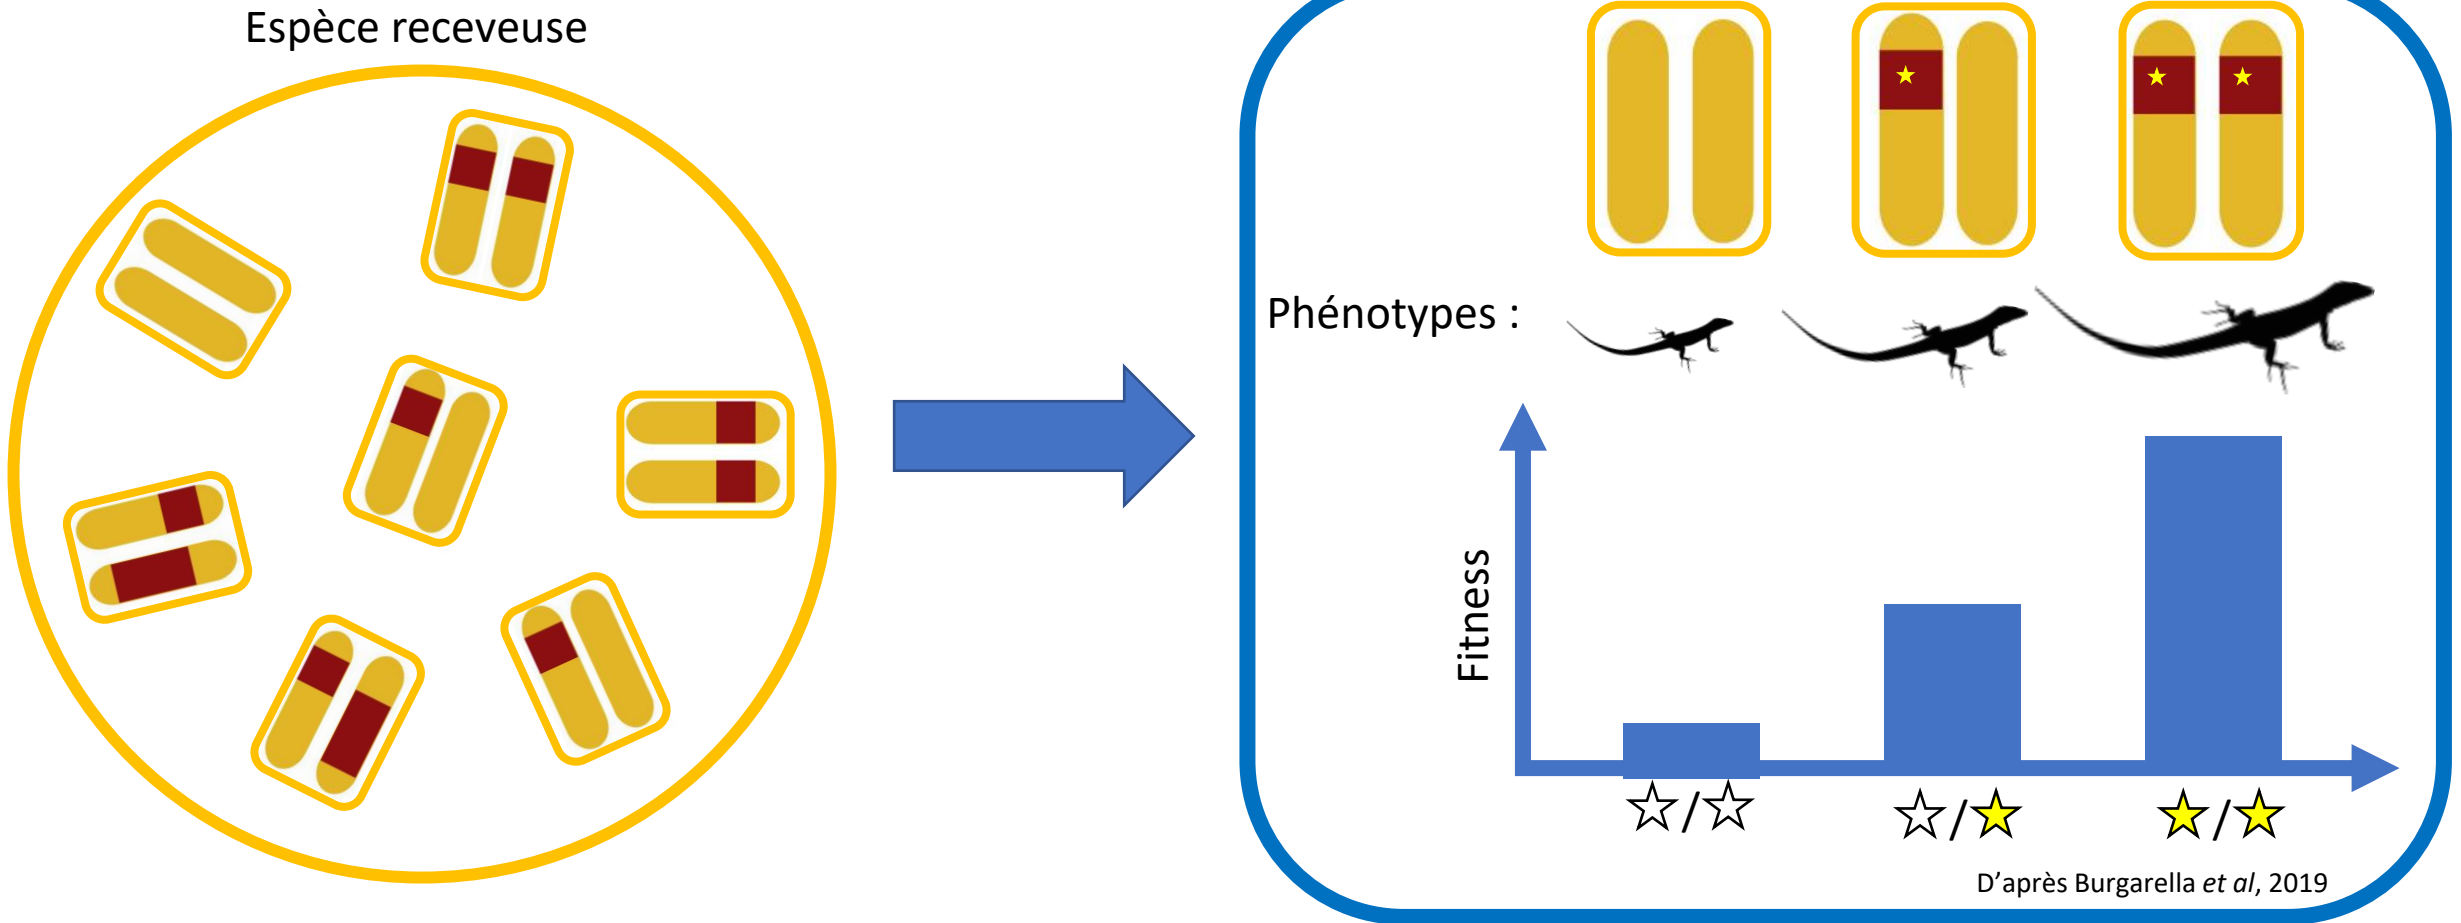 Espèce receveuse
Phénotypes :
Fitness
☆/☆
☆/★
★/★
D'après Burgarella et al, 2019